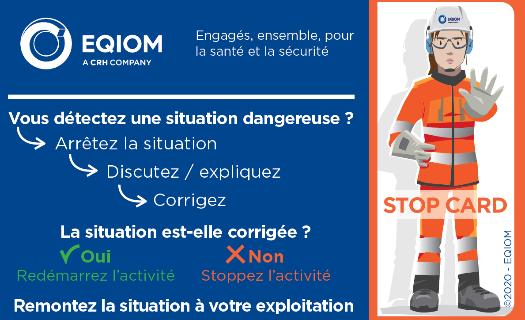 EQIOM
A CRH COMPANY
Engagés, ensemble, pour
la santé et la sécurité
Vous détectez une situation dangereuse ?
Arrêtez la situation
Discutez / expliquez
Corrigez
La situation est-elle corrigée ?
Oui
Redémarrez l'activité
Non
Stoppez l'activité
Remontez la situation à votre exploitation
EQIOM
STOP CARD
©2020 - EQIOM